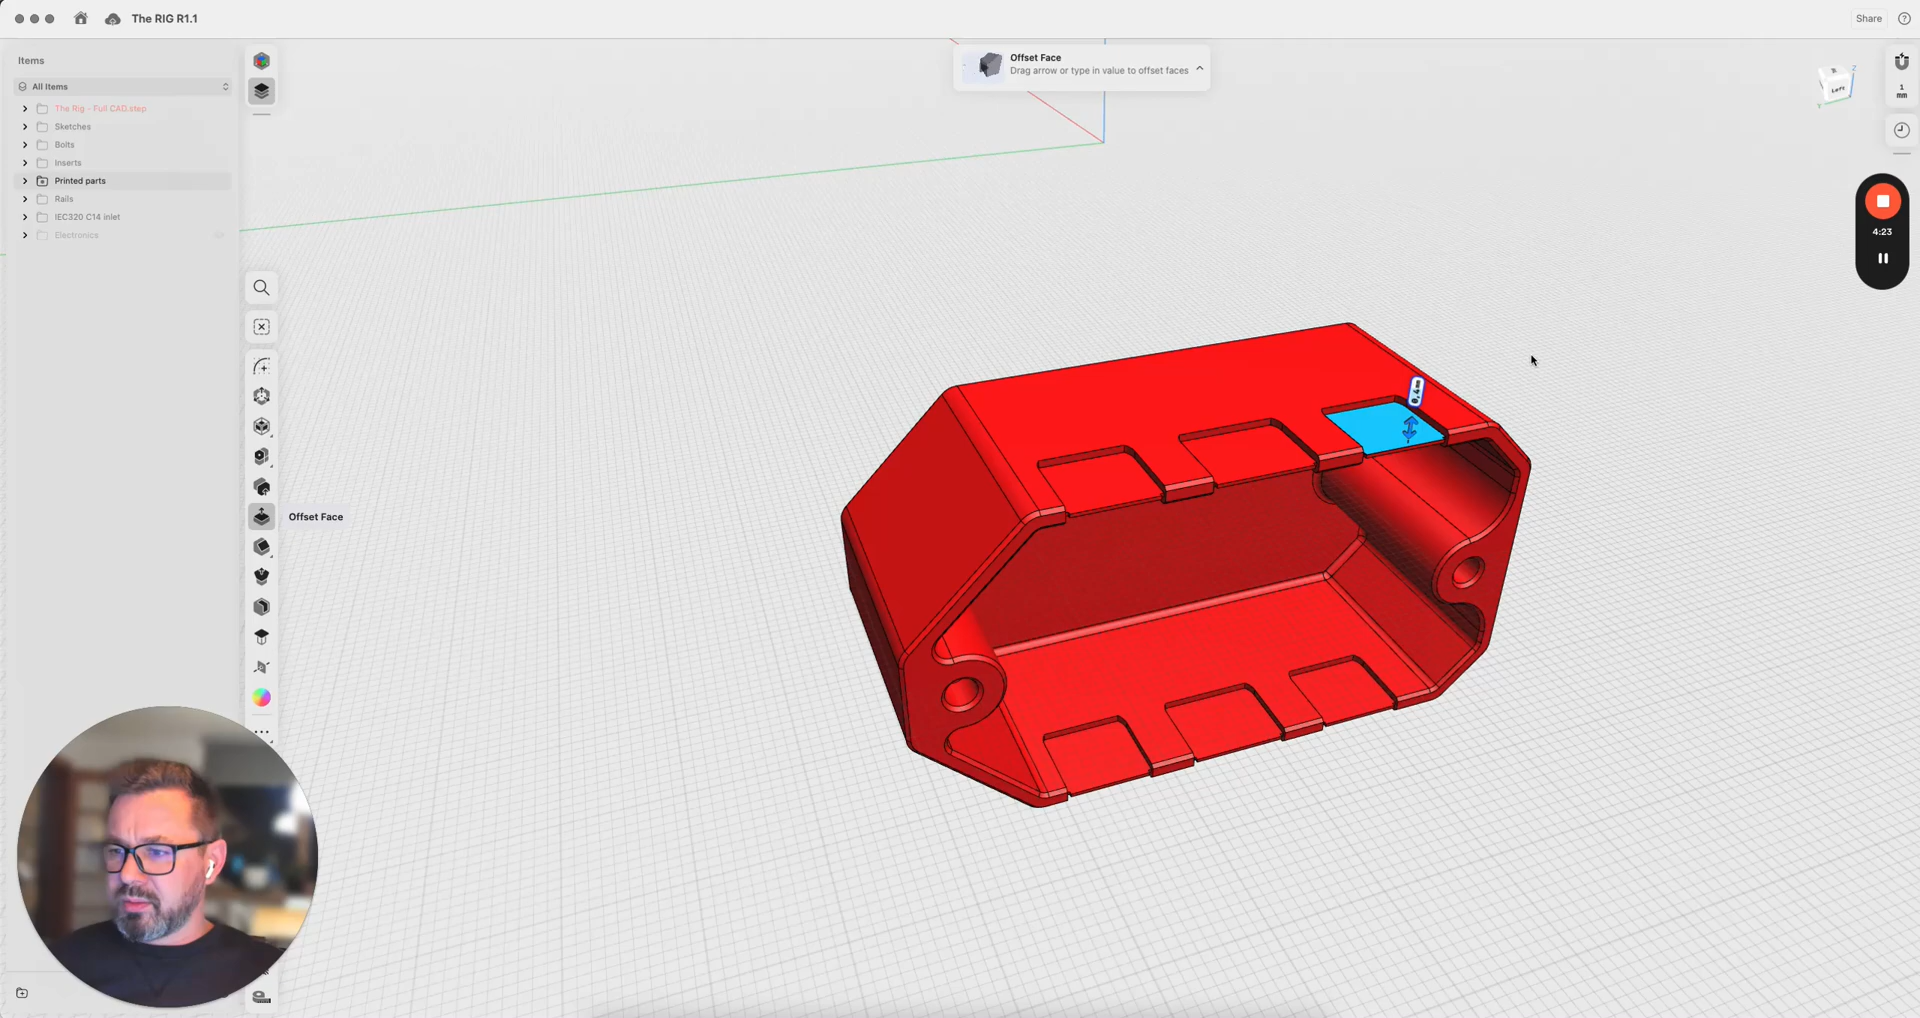 The RIG R1.1
Share
Items
All Items
The Rig - Full CAD.step
Sketches
Bolts
Inserts
Printed parts
Rails
IEC320 C14 inlet
Electronics
Offset Face
Drag arrow or type in value to offset faces
Z
Left
Y
1
mm
4:23
Offset Face